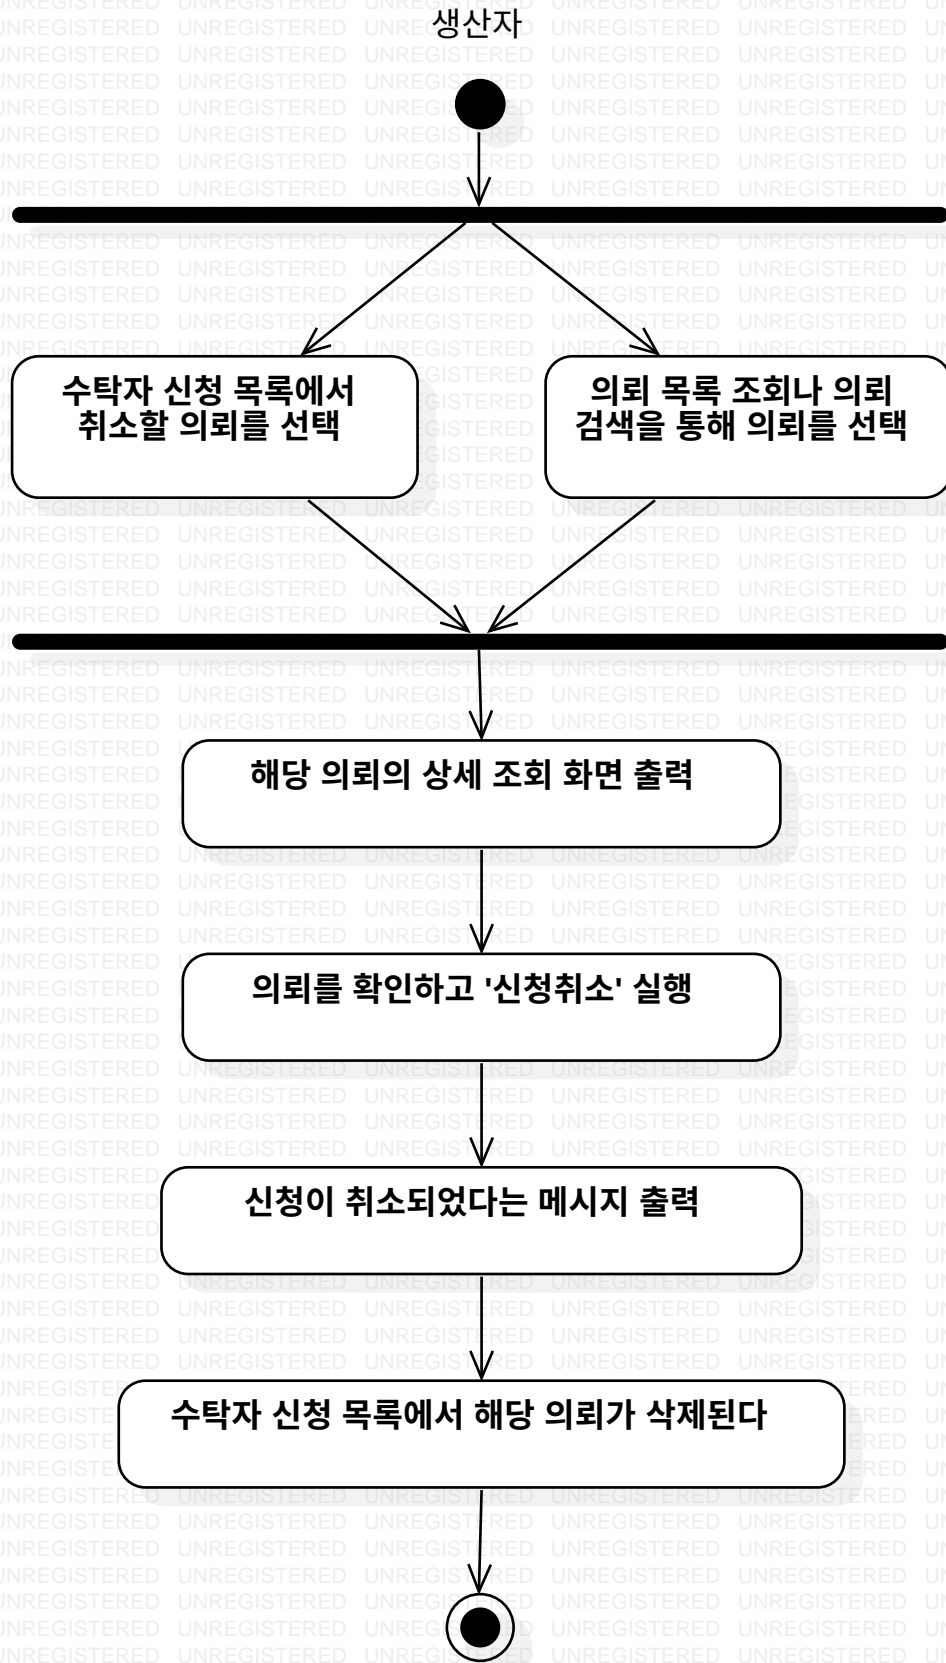 생산자
수탁자 신청 목록에서
취소할 의뢰를 선택
의뢰 목록 조회나 의뢰
검색을 통해 의뢰를 선택
해당 의뢰의 상세 조회 화면 출력
의뢰를 확인하고 '신청취소' 실행
신청이 취소되었다는 메시지 출력
수탁자 신청 목록에서 해당 의뢰가 삭제된다